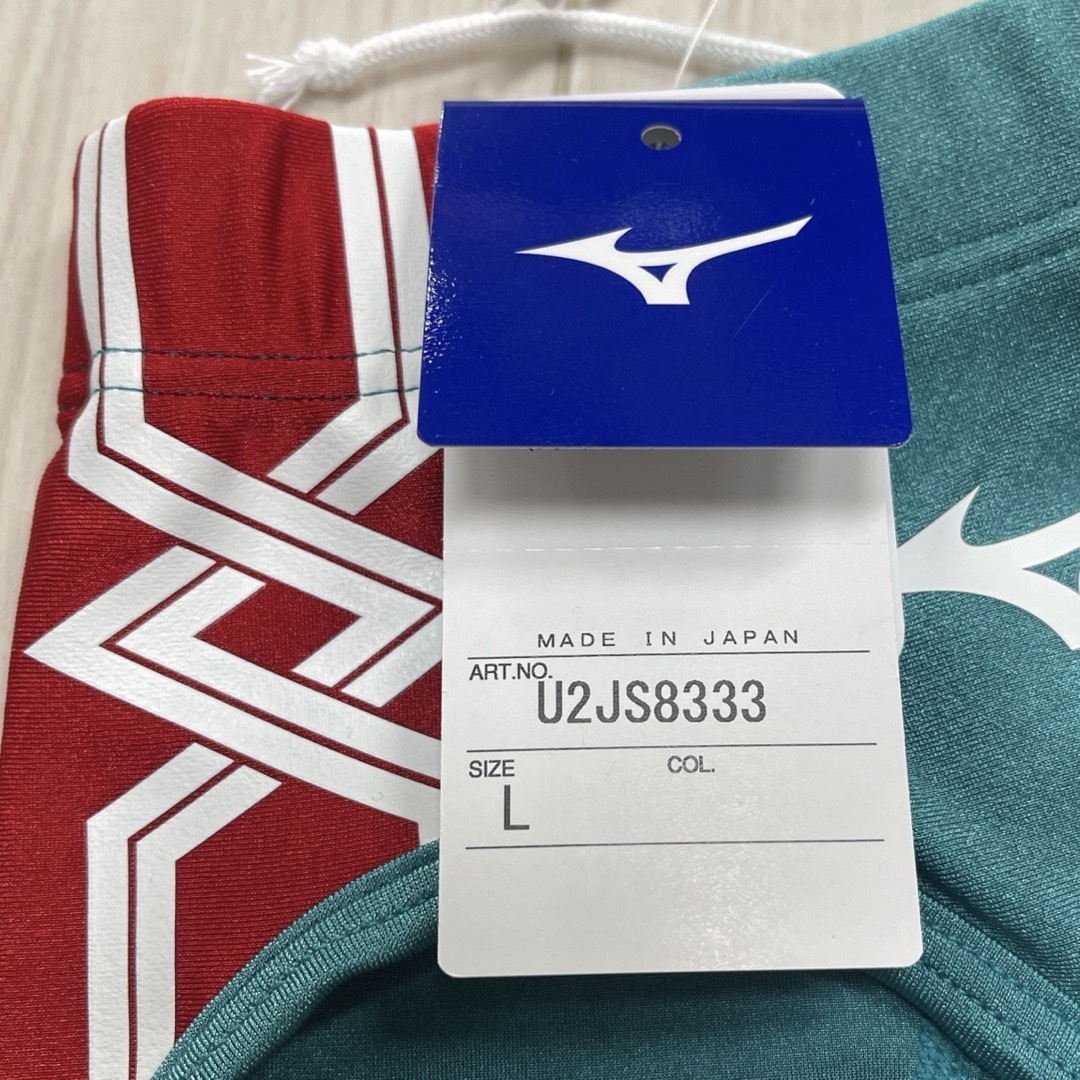 MADE IN JAPAN
ART.NO.
U2JS8333
SIZE COL.
L